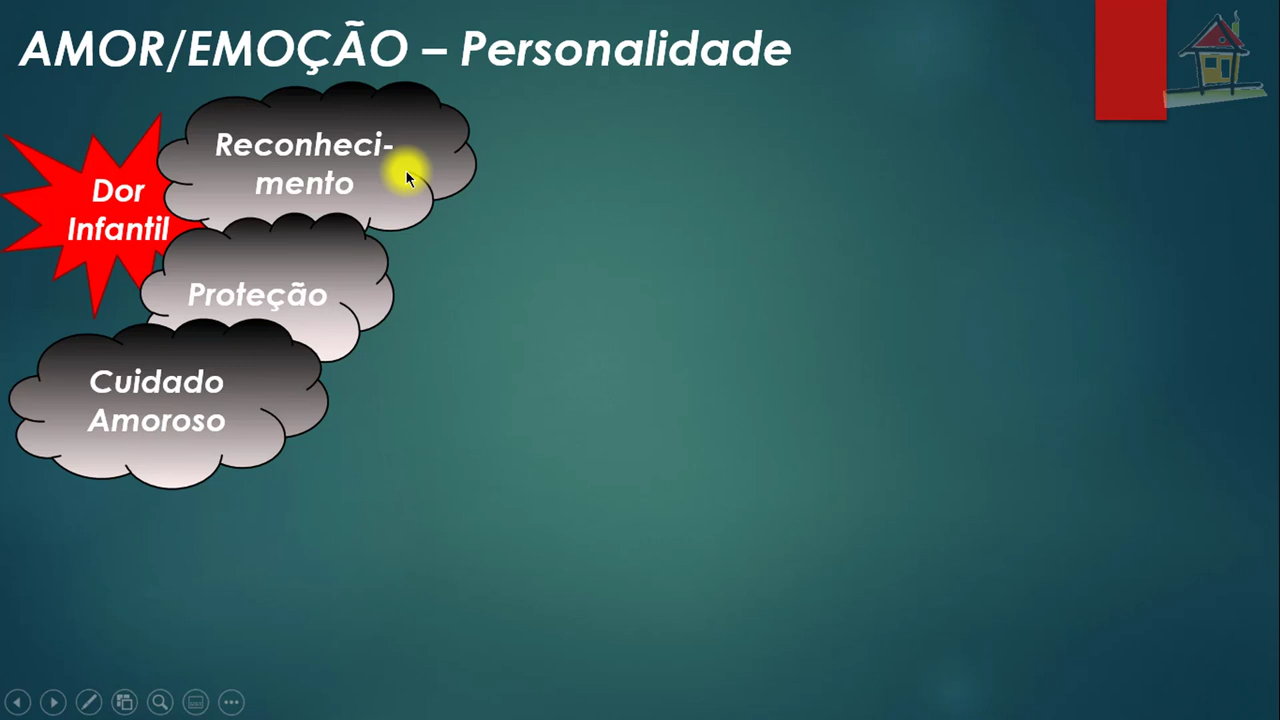 AMOR/EMOÇÃO – Personalidade
Reconheci-
mento
Dor
Infantil
Proteção
Cuidado
Amoroso